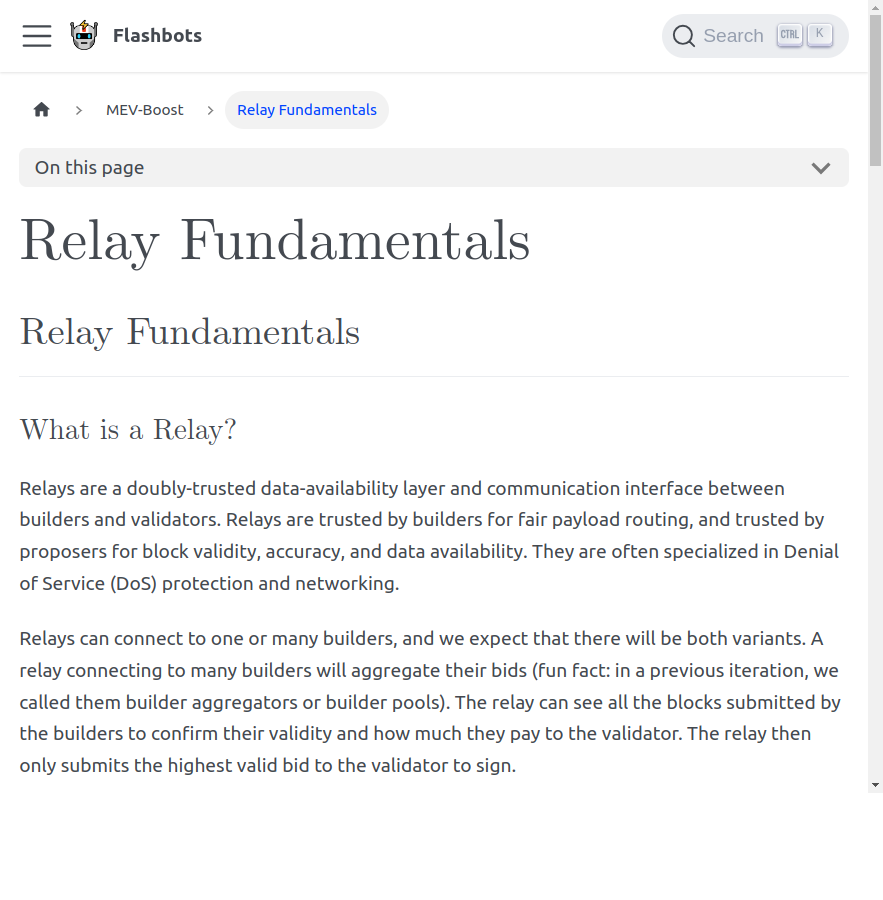 Flashbots
Search CTRL K
MEV-Boost
Relay Fundamentals
On this page
Relay Fundamentals
Relay Fundamentals
What is a Relay?
Relays are a doubly-trusted data-availability layer and communication interface between
builders and validators. Relays are trusted by builders for fair payload routing, and trusted by
proposers for block validity, accuracy, and data availability. They are often specialized in Denial
of Service (DoS) protection and networking.
Relays can connect to one or many builders, and we expect that there will be both variants. A
relay connecting to many builders will aggregate their bids (fun fact: in a previous iteration, we
called them builder aggregators or builder pools). The relay can see all the blocks submitted by
the builders to confirm their validity and how much they pay to the validator. The relay then
only submits the highest valid bid to the validator to sign.